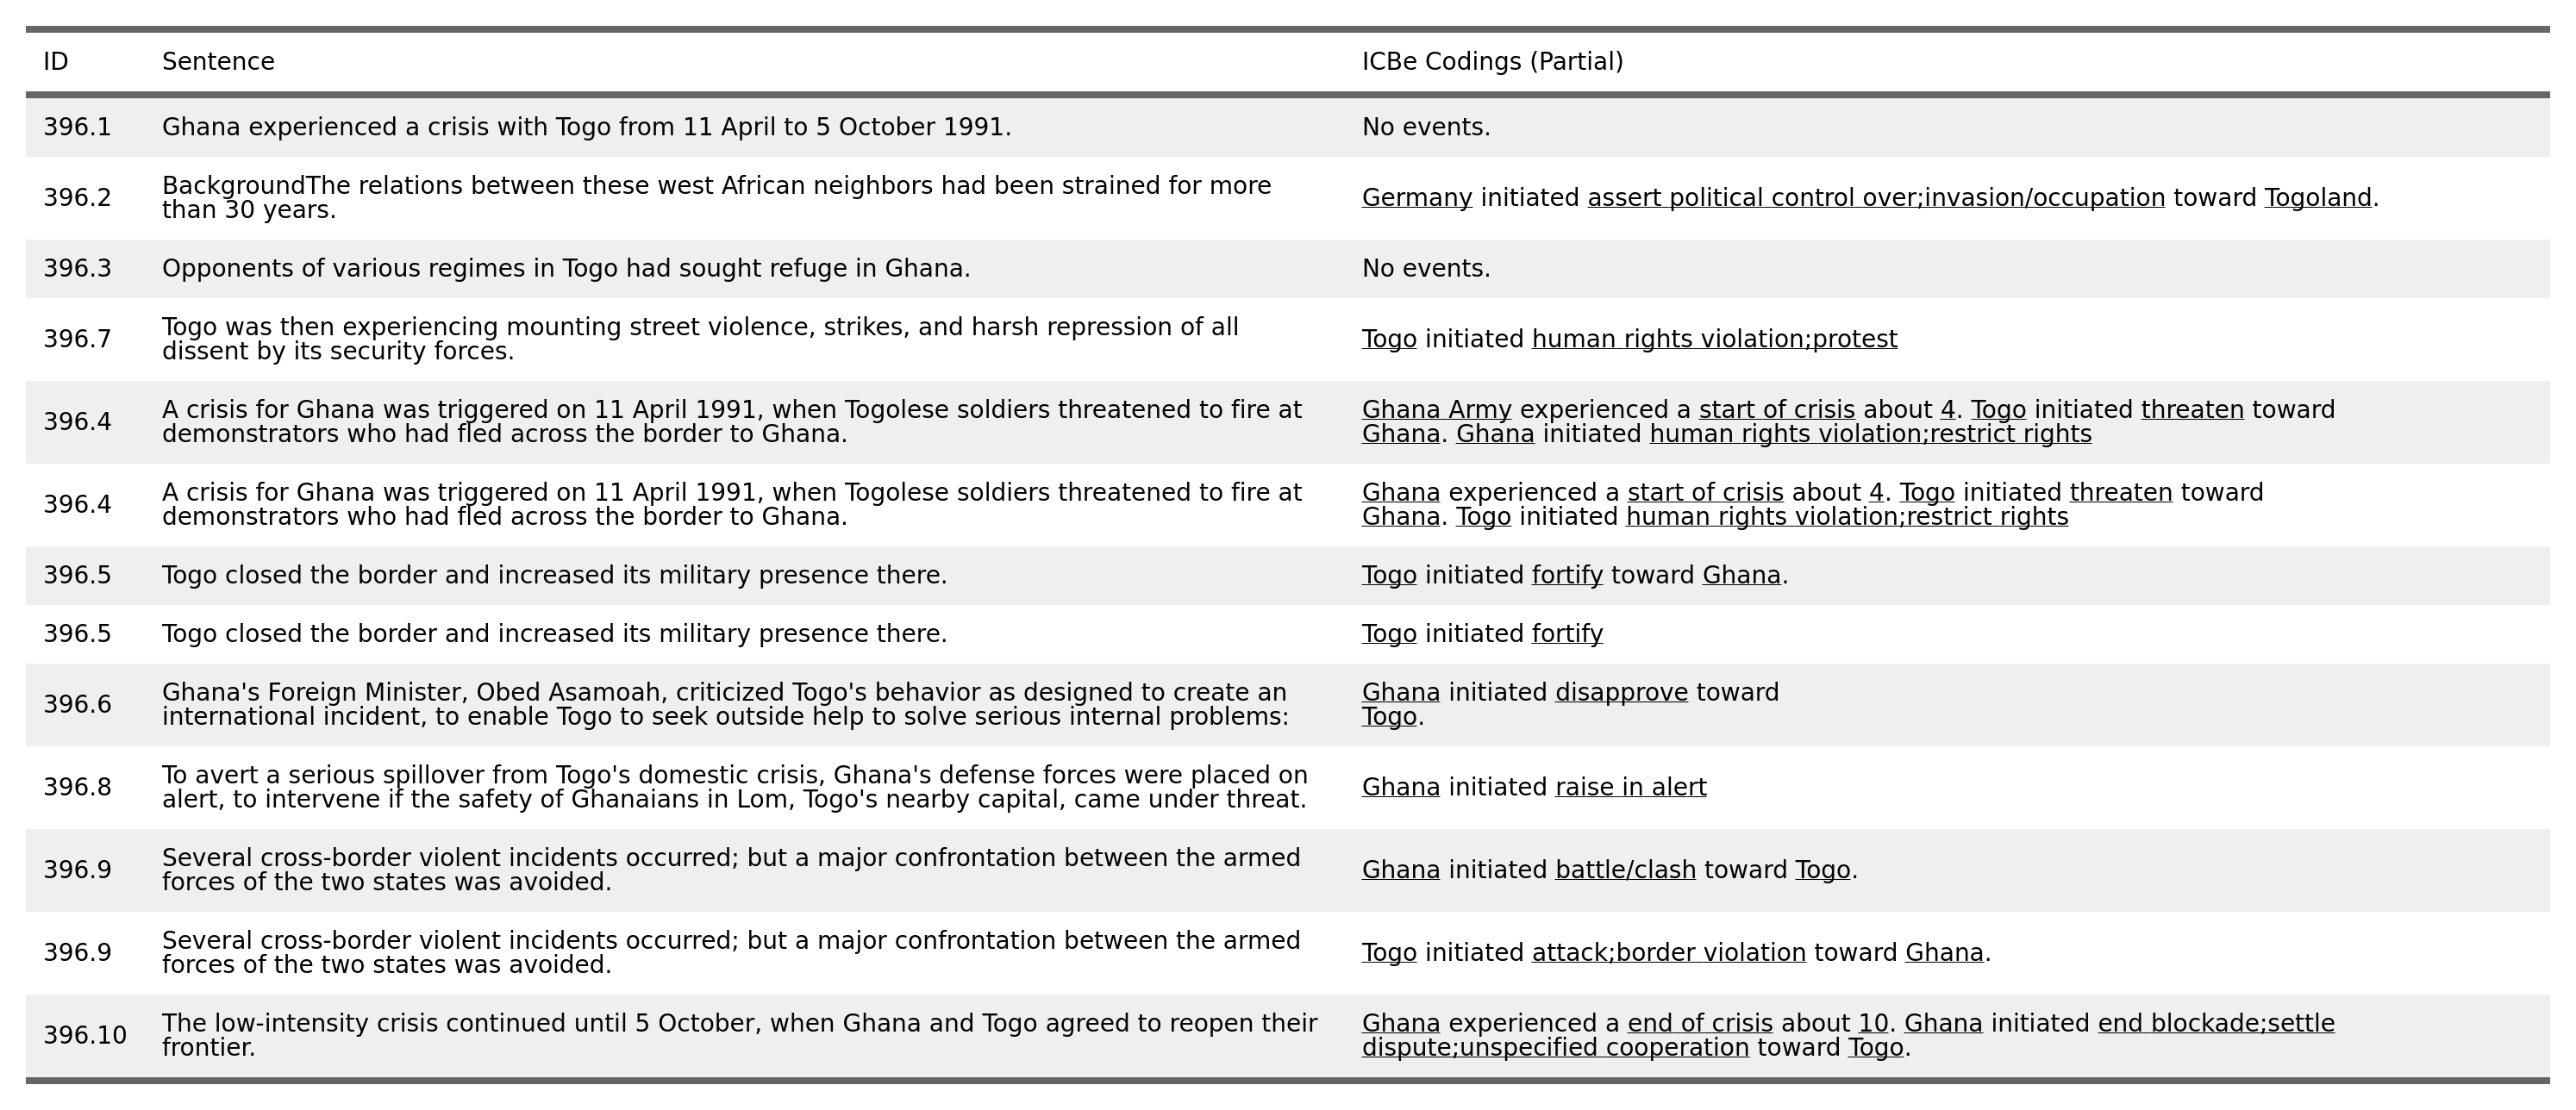 ID Sentence ICBe Codings (Partial)
396.1 Ghana experienced a crisis with Togo from 11 April to 5 October 1991. No events.
BackgroundThe relations between these west African neighbors had been strained for more
396.2 than 30 years. Germany initiated assert political control over;invasion/occupation toward Togoland.
396.3 Opponents of various regimes in Togo had sought refuge in Ghana. No events.
Togo was then experiencing mounting street violence, strikes, and harsh repression of all
396.7 dissent by its security forces. Togo initiated human rights violation;protest
396.4 A crisis for Ghana was triggered on 11 April 1991, when Togolese soldiers threatened to fire at
demonstrators who had fled across the border to Ghana.
Ghana Army experienced a start of crisis about 4. Togo initiated threaten toward
Ghana. Ghana initiated human rights violation;restrict rights
396.4 A crisis for Ghana was triggered on 11 April 1991, when Togolese soldiers threatened to fire at
demonstrators who had fled across the border to Ghana.
Ghana experienced a start of crisis about 4. Togo initiated threaten toward
Ghana. Togo initiated human rights violation;restrict rights
396.5 Togo closed the border and increased its military presence there. Togo initiated fortify toward Ghana.
396.5 Togo closed the border and increased its military presence there. Togo initiated fortify
396.6 Ghana's Foreign Minister, Obed Asamoah, criticized Togo's behavior as designed to create an
international incident, to enable Togo to seek outside help to solve serious internal problems:
Ghana initiated disapprove toward
Togo.
396.8 To avert a serious spillover from Togo's domestic crisis, Ghana's defense forces were placed on
alert, to intervene if the safety of Ghanaians in Lom, Togo's nearby capital, came under threat.
Ghana initiated raise in alert
396.9 Several cross-border violent incidents occurred; but a major confrontation between the armed
forces of the two states was avoided.
Ghana initiated battle/clash toward Togo.
396.9 Several cross-border violent incidents occurred; but a major confrontation between the armed
forces of the two states was avoided.
Togo initiated attack;border violation toward Ghana.
396.10 The low-intensity crisis continued until 5 October, when Ghana and Togo agreed to reopen their
frontier.
Ghana experienced a end of crisis about 10. Ghana initiated end blockade;settle
dispute;unspecified cooperation toward Togo.